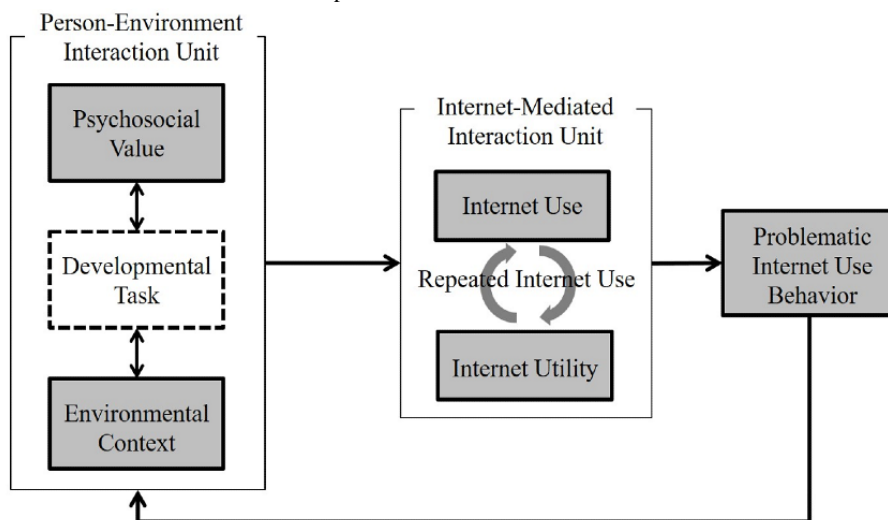 Person-Environment
Interaction Unit
Psychosocial
Value
Developmental
Task
Environmental
Context
Internet-Mediated
Interaction Unit
Internet Use
Repeated Internet Use
Internet Utility
Problematic
Internet Use
Behavior